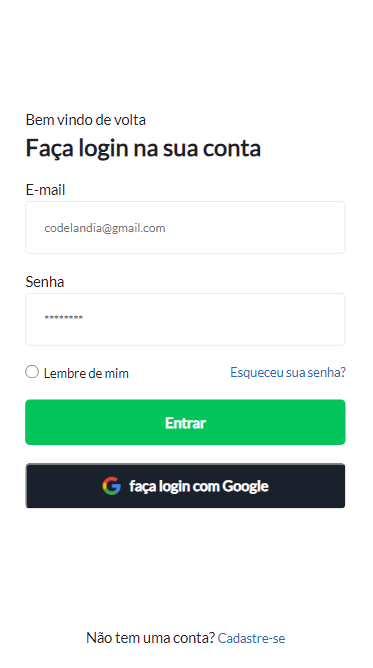 Bem vindo de volta
Faça login na sua conta
E-mail
codelandia@gmail.com
Senha
********
Lembre de mim Esqueceu sua senha?
Entrar
faça login com Google
Não tem uma conta? Cadastre-se